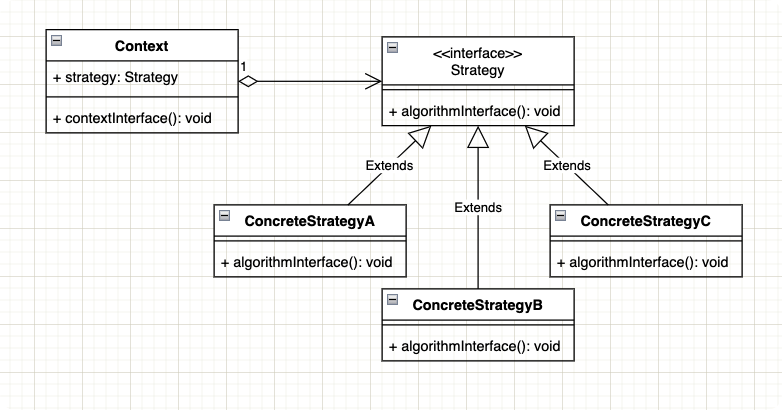 Context
+ strategy: Strategy
+ contextInterface(): void
1
<<interface>>
Strategy
+ algorithmInterface(): void
Extends
Extends
Extends
ConcreteStrategyA
+ algorithmInterface(): void
ConcreteStrategyC
+ algorithmInterface(): void
ConcreteStrategyB
+ algorithmInterface(): void